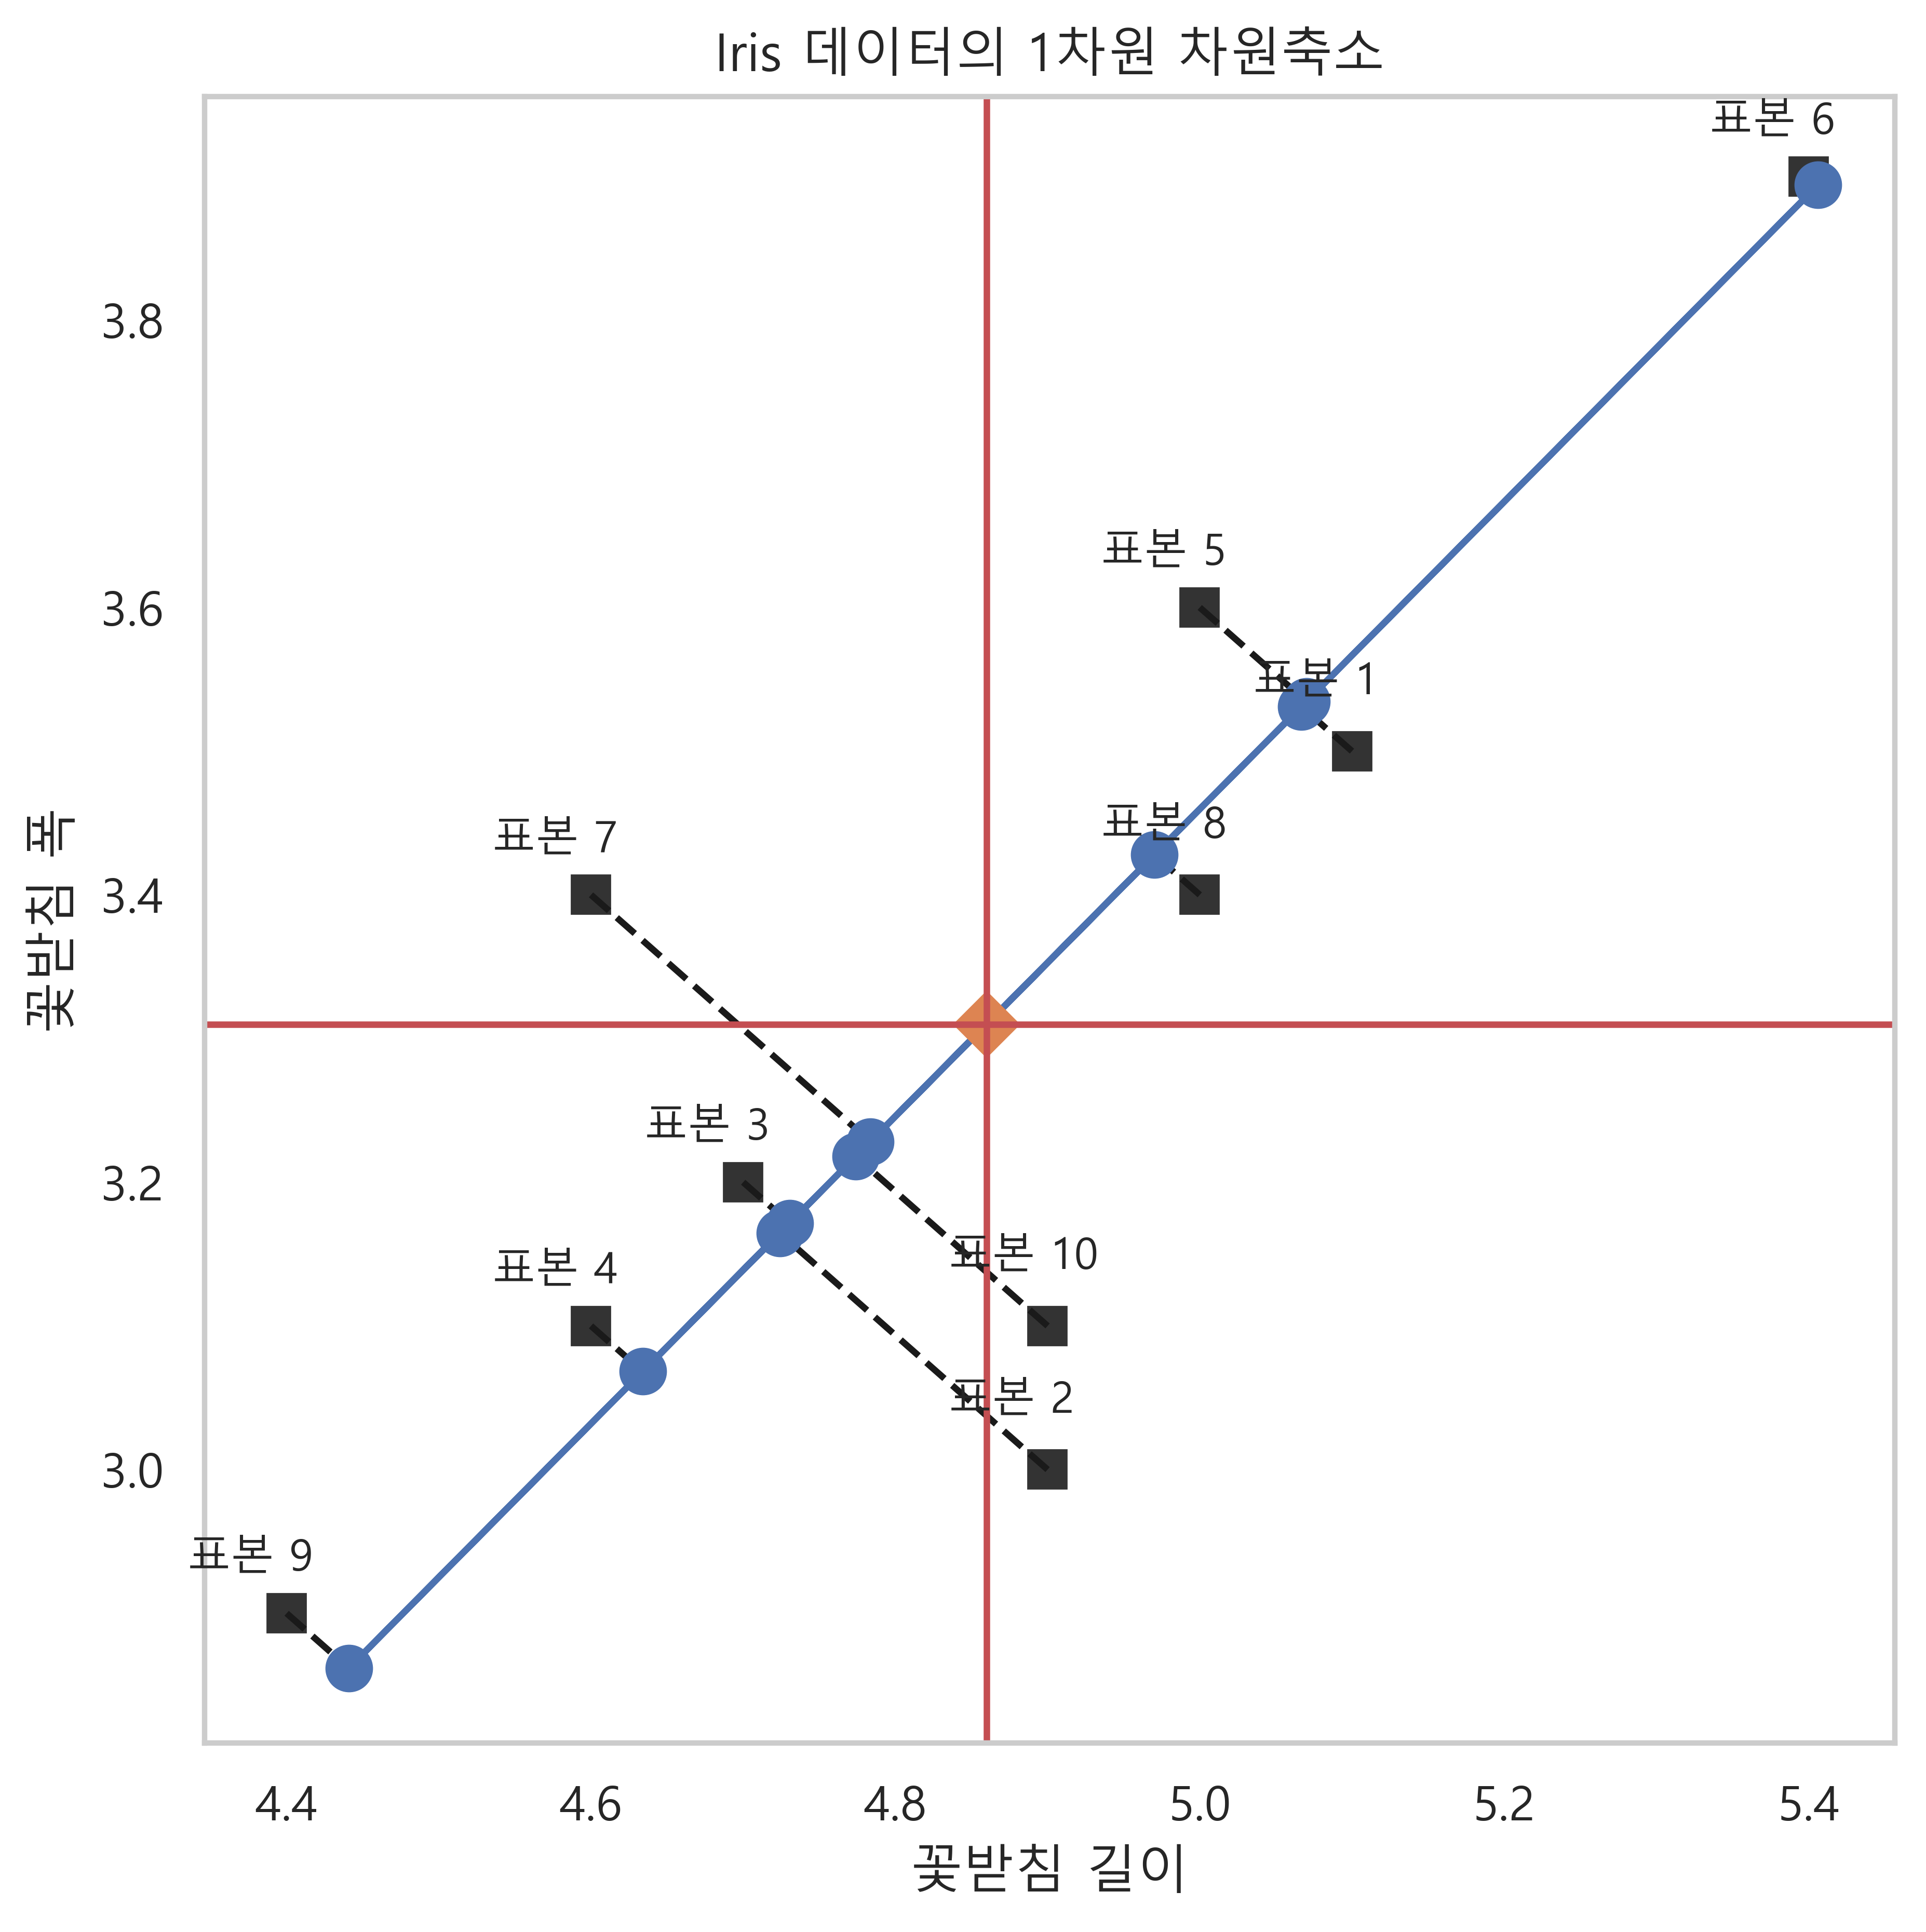 Iris 데이터의 1차원 차원축소
표본 6
3.8
표본 5
3.6
표본 1
표본 8
표본 7
꽃받침 폭
3.4
표본 3
3.2
표본 10
표본 4
표본 2
3.0
표본 9
4.4 4.6 4.8 5.0 5.2 5.4
꽃받침 길이